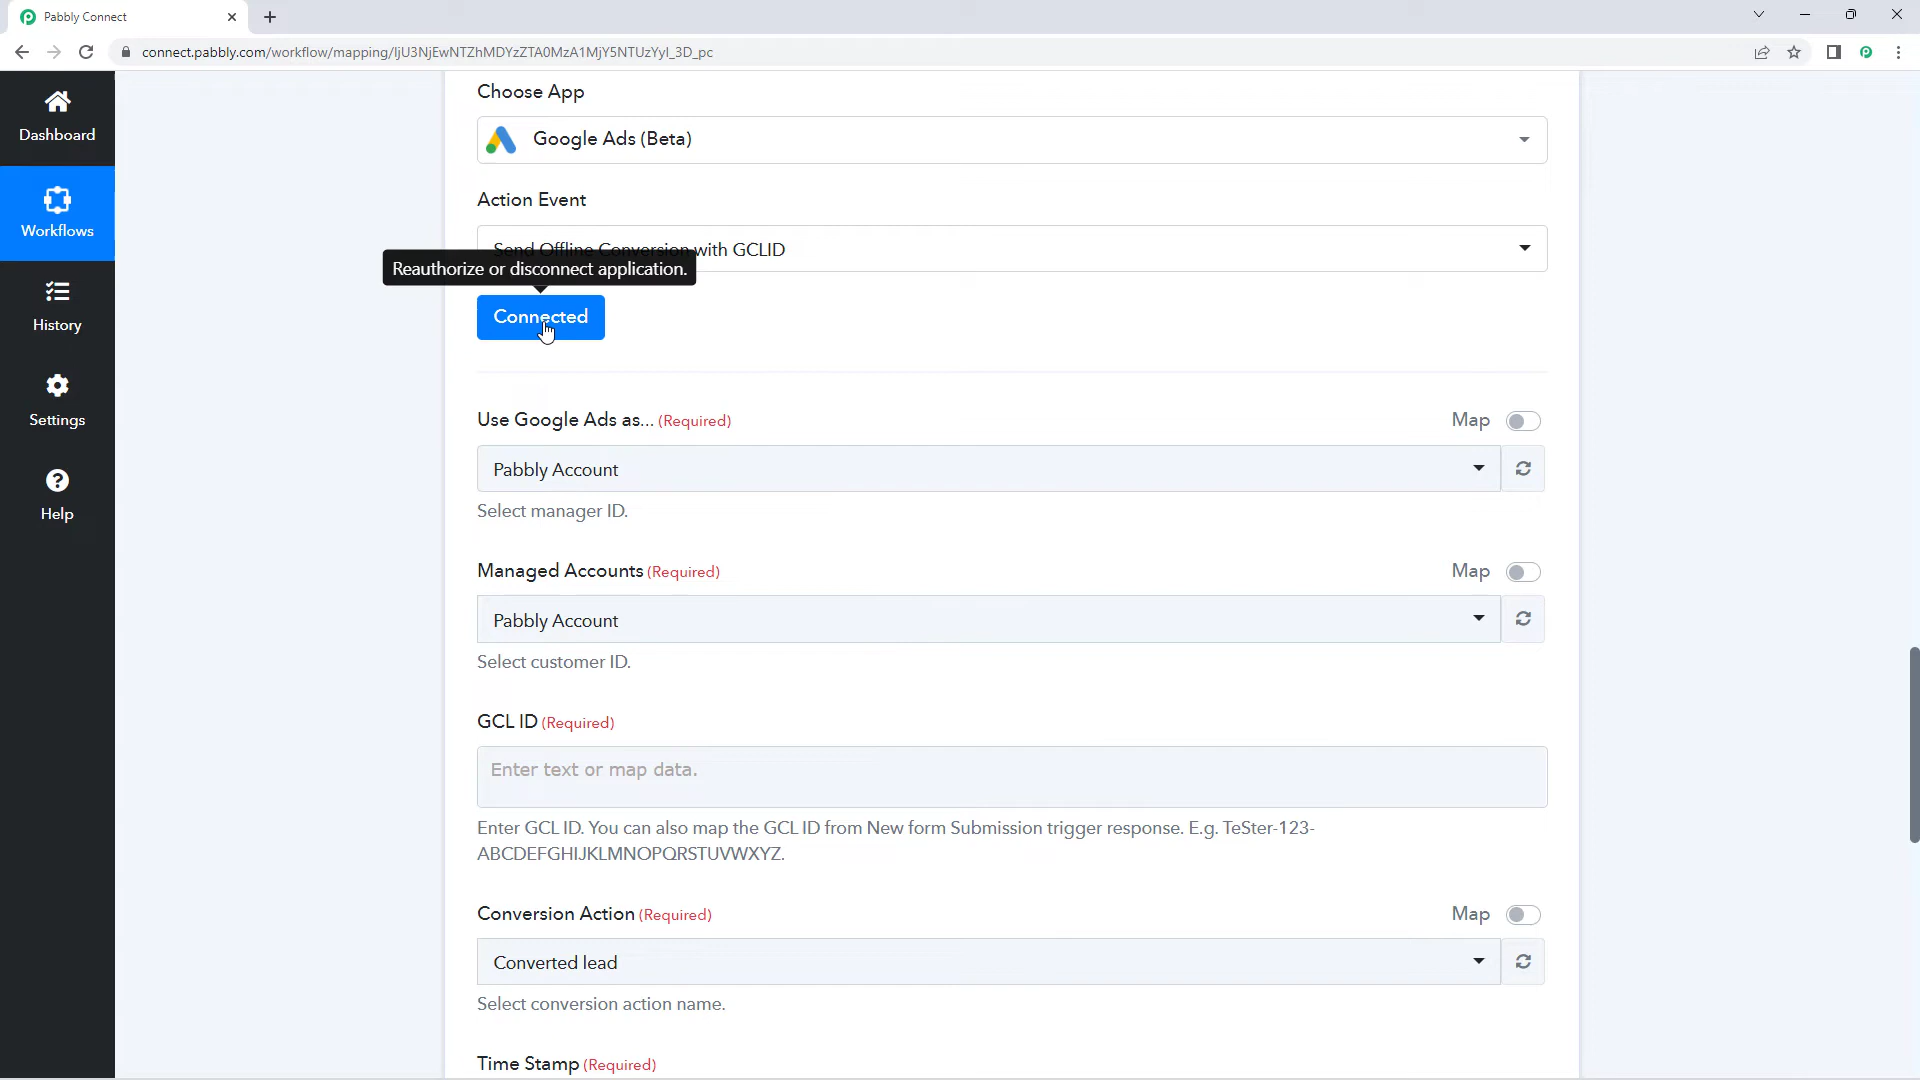 Pabbly Connect
connect.pabbly.com/workflow/mapping/IjU3NjEwNTZhMDYzZTA0MzA1MjY5NTUzYyI_3D_pc
Dashboard
Workflows
History
Settings
Help
Choose App
Google Ads (Beta)
Action Event
Send Offline Conversion with GCLID
Reauthorize or disconnect application.
Connected
Use Google Ads as... (Required)
Map
Pabbly Account
Select manager ID.
Managed Accounts (Required)
Map
Pabbly Account
Select customer ID.
GCL ID (Required)
Enter text or map data.
Enter GCL ID. You can also map the GCL ID from New form Submission trigger response. E.g. TeSter-123-
ABCDEFGHIJKLMNOPQRSTUVWXYZ.
Conversion Action (Required)
Map
Converted lead
Select conversion action name.
Time Stamp (Required)